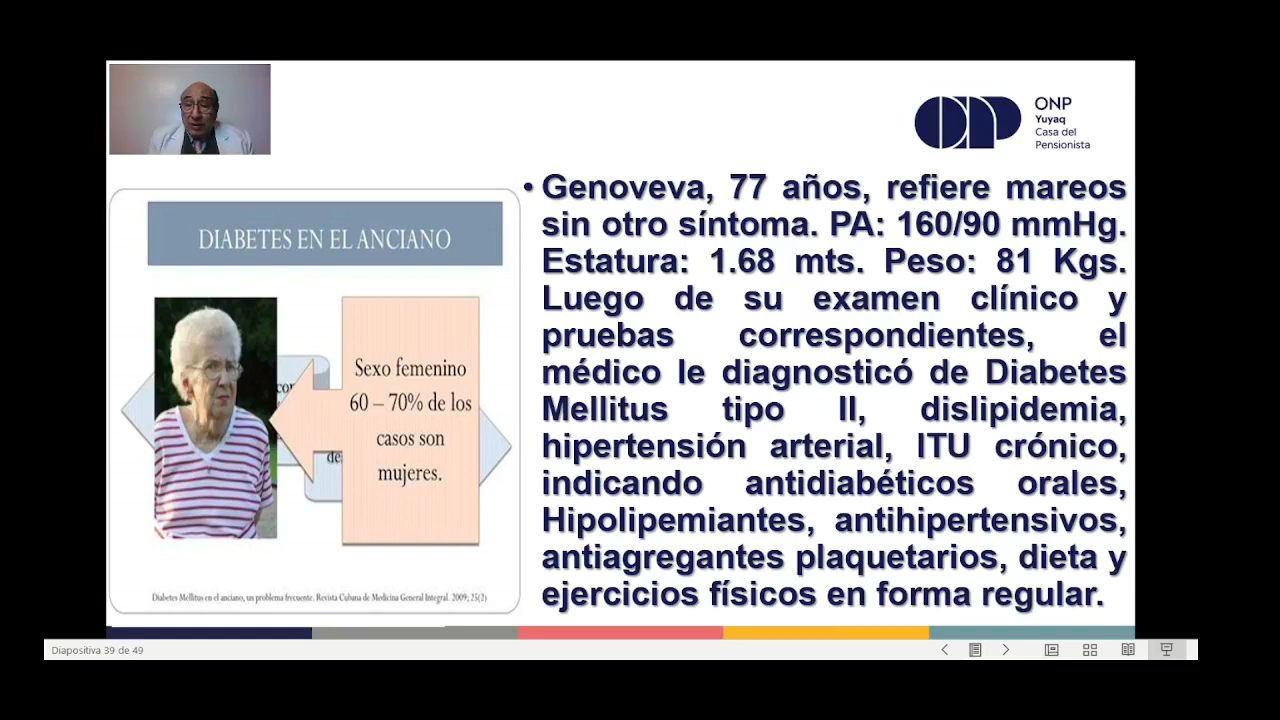 ONP
ONP
Yuyaq
Casa del
Pensionista
DIABETES EN EL ANCIANO
Sexo femenino
60 – 70% de los
casos son
mujeres.
Diabetes Mellitus en el anciano, un problema frecuente. Revista Cubana de Medicina General Integral. 2009; 25(2)
• Genoveva, 77 años, refiere mareos
sin otro síntoma. PA: 160/90 mmHg.
Estatura: 1.68 mts. Peso: 81 Kgs.
Luego de su examen clínico y
pruebas correspondientes, el
médico le diagnosticó de Diabetes
Mellitus tipo II, dislipidemia,
hipertensión arterial, ITU crónico,
indicando antidiabéticos orales,
Hipolipemiantes, antihipertensivos,
antiagregantes plaquetarios, dieta y
ejercicios físicos en forma regular.
Diapositiva 39 de 49